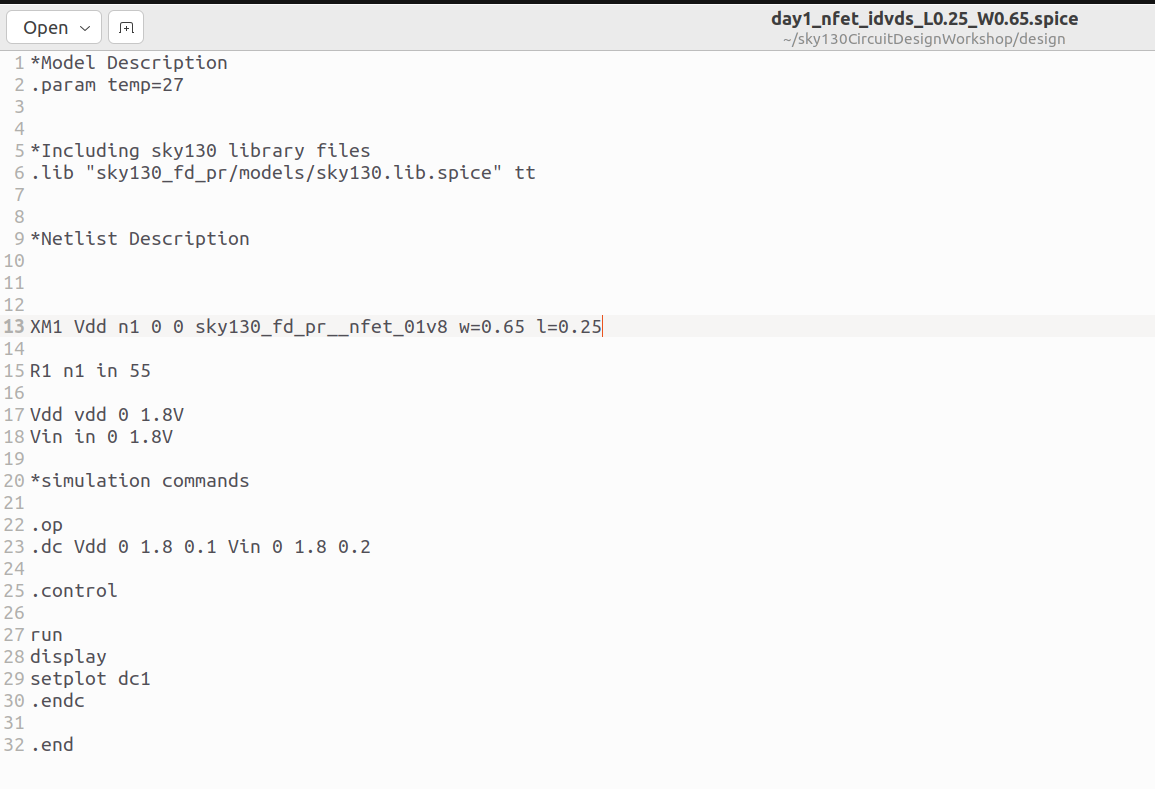 Open
day1_nfet_idvds_L0.25_W0.65.spice
~/sky130CircuitDesignWorkshop/design
1 *Model Description
2 .param temp=27
3
4
5 *Including sky130 library files
6 .lib "sky130_fd_pr/models/sky130.lib.spice" tt
7
8
9 *Netlist Description
10
11
12
13 XM1 Vdd n1 0 0 sky130_fd_pr__nfet_01v8 w=0.65 l=0.25
14
15 R1 n1 in 55
16
17 Vdd vdd 0 1.8V
18 Vin in 0 1.8V
19
20 *simulation commands
21
22 .op
23 .dc Vdd 0 1.8 0.1 Vin 0 1.8 0.2
24
25 .control
26
27 run
28 display
29 setplot dc1
30 .endc
31
32 .end